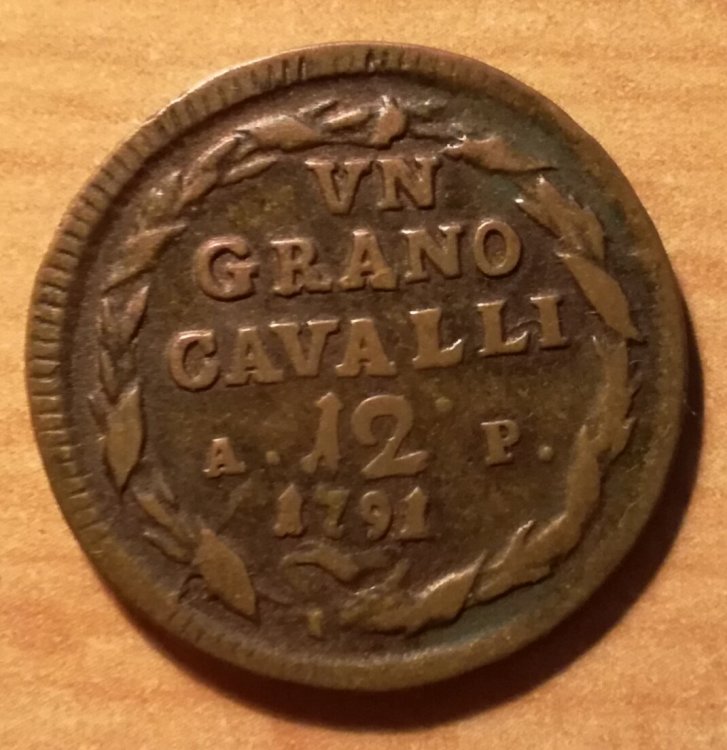 VN
GRANO
CAVALLI
A . 12 P .
1791